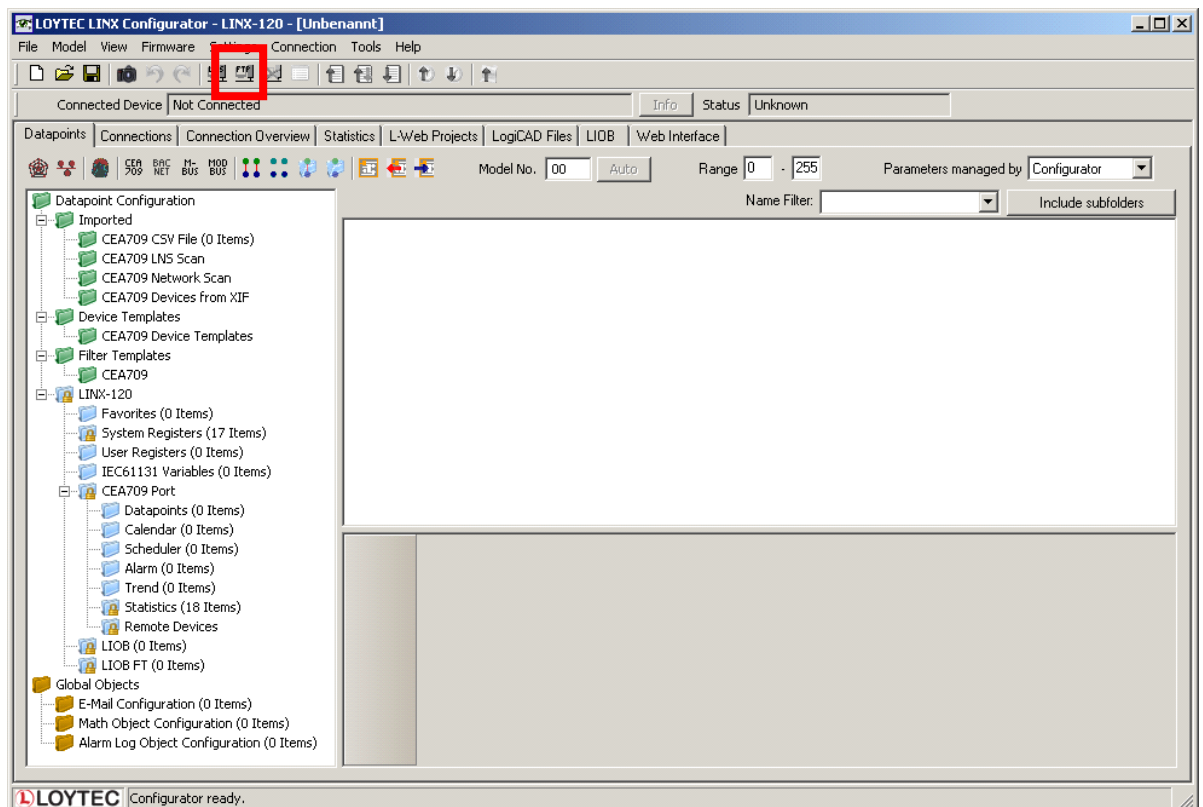 LOYTEC LINX Configurator - LINX-120 - [Unbenannt]
File Model View Firmware Settings Connection Tools Help
FTP
Connected Device Not Connected Info Status Unknown
Datapoints Connections Connection Overview Statistics L-Web Projects LogiCAD Files LIOB Web Interface
CEA 709 BAC NET M- BUS MOD BUS Model No. 00 Auto Range 0 - 255 Parameters managed by Configurator
Name Filter: Include subfolders
Datapoint Configuration
Imported
CEA709 CSV File (0 Items)
CEA709 LNS Scan
CEA709 Network Scan
CEA709 Devices from XIF
Device Templates
CEA709 Device Templates
Filter Templates
CEA709
LINX-120
Favorites (0 Items)
System Registers (17 Items)
User Registers (0 Items)
IEC61131 Variables (0 Items)
CEA709 Port
Datapoints (0 Items)
Calendar (0 Items)
Scheduler (0 Items)
Alarm (0 Items)
Trend (0 Items)
Statistics (18 Items)
Remote Devices
LIOB (0 Items)
LIOB FT (0 Items)
Global Objects
E-Mail Configuration (0 Items)
Math Object Configuration (0 Items)
Alarm Log Object Configuration (0 Items)
LOYTEC Configurator ready.